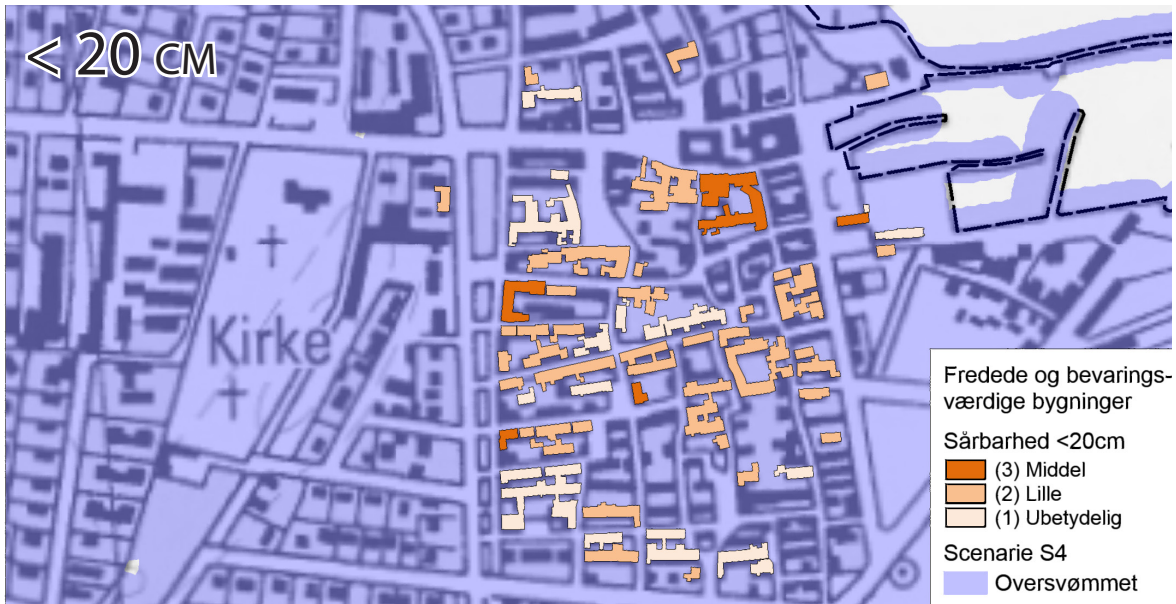 < 20 CM
Kirke
Fredede og bevarings-
værdige bygninger
Sårbarhed <20cm
(3) Middel
(2) Lille
(1) Ubetydelig
Scenarie S4
Oversvømmet